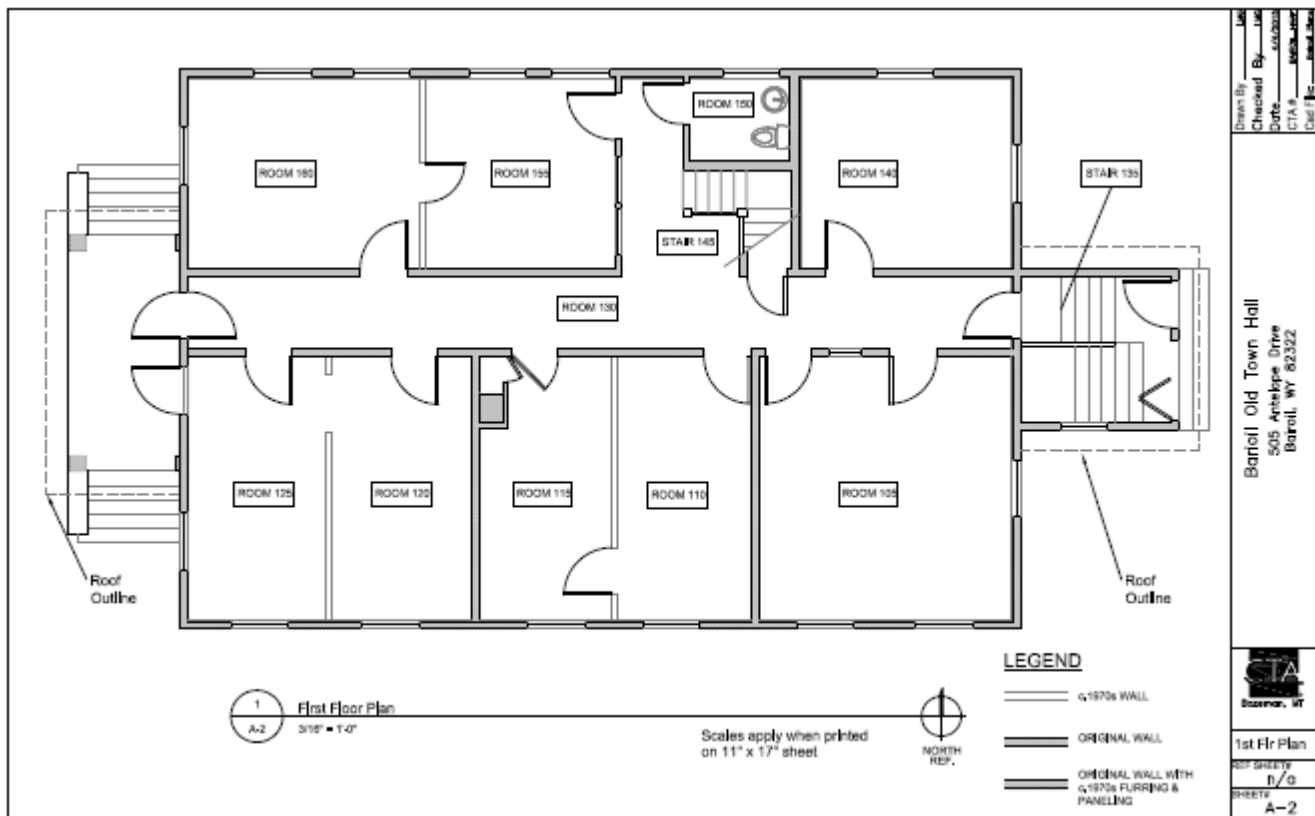 ROOM 160
ROOM 155
ROOM 150
ROOM 140
STAIR 135
STAIR 145
ROOM 130
ROOM 125
ROOM 120
ROOM 115
ROOM 110
ROOM 105
Roof
Outline
Roof
Outline
1
A-2
First Floor Plan
3/16" = 1'-0"
Scales apply when printed
on 11" x 17" sheet
NORTH
REF.
LEGEND
c.1970s WALL
ORIGINAL WALL
ORIGINAL WALL WITH
c.1970s FURRING &
PANELING
Drawn By
Checked By
Date
CTA #
Cad File
Barioil Old Town Hall
505 Antelope Drive
Bairoil, WY 82322
CTA
Bozeman, MT
1st Flr Plan
REF SHEET#
n/a
SHEET#
A-2